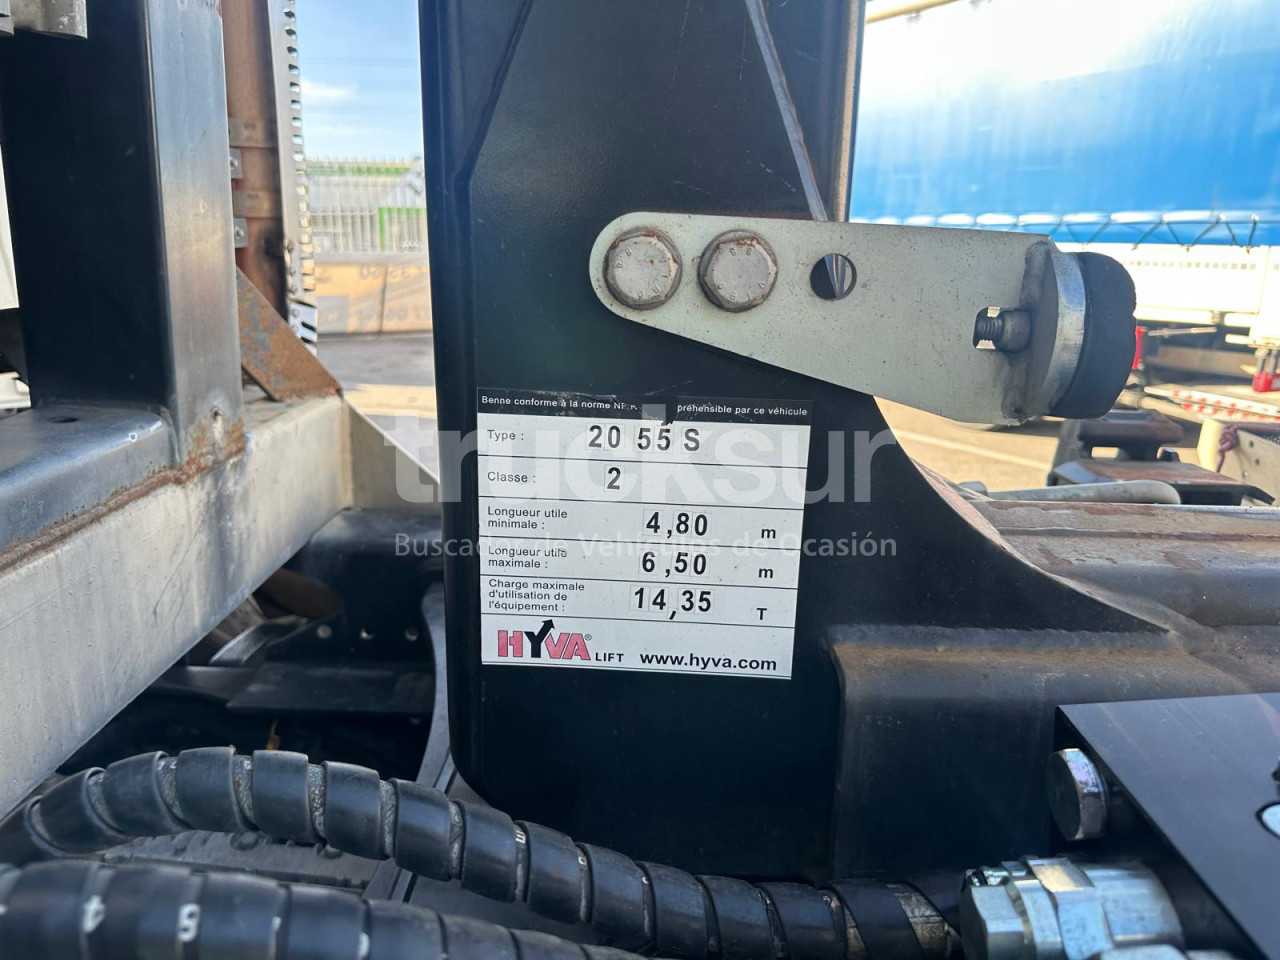 Benne conforme à la norme NF.R préhensible par ce véhicule
Type : 20 55 S
Classe : 2
Longueur utile
minimale : 4,80 m
Longueur utile
maximale : 6,50 m
Charge maximale
d'utilisation de
l'équipement : 14,35 T
HYVA® LIFT www.hyva.com
trucksur
Buscador de Vehículos de Ocasión